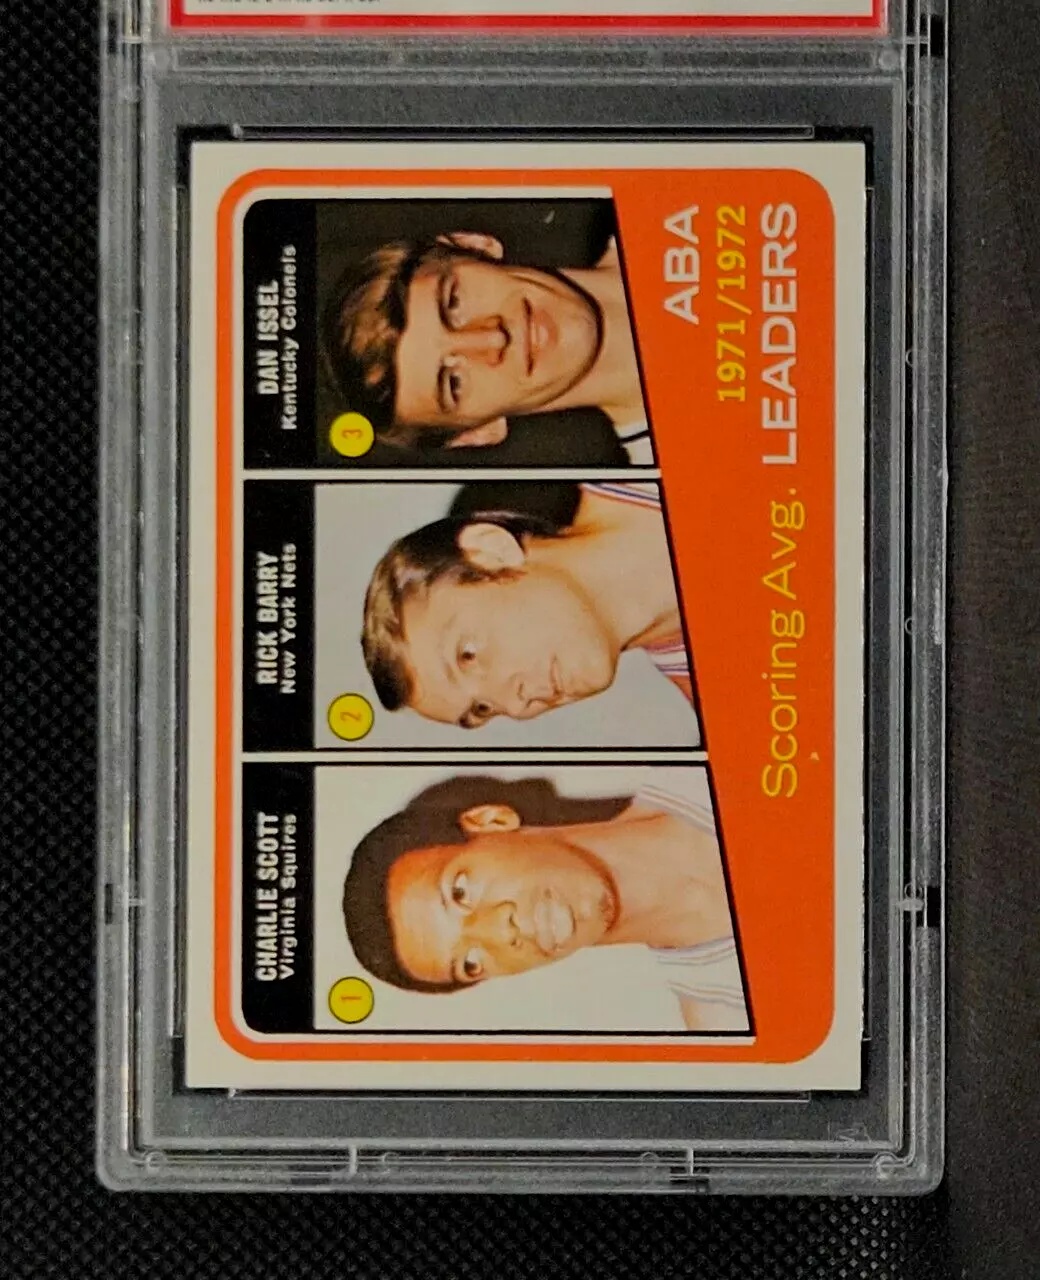 CHARLIE SCOTT
Virginia Squires
1
RICK BARRY
New York Nets
2
DAN ISSEL
Kentucky Colonels
3
ABA
1971/1972
Scoring Avg. LEADERS